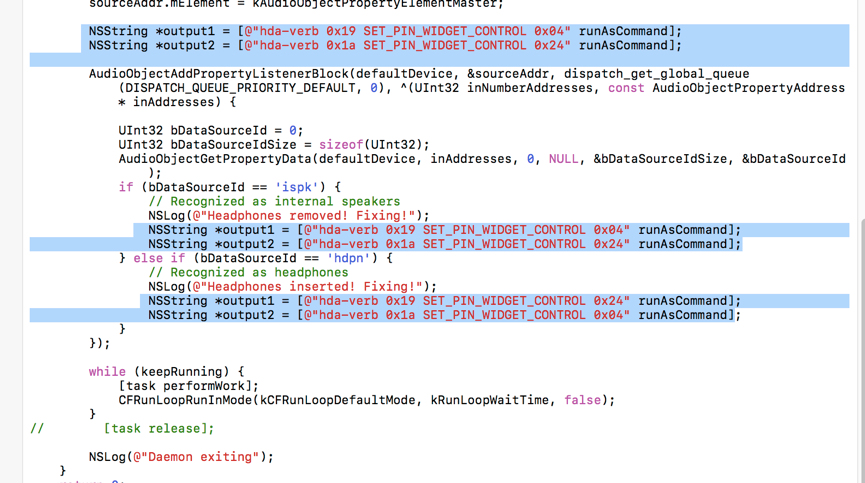 sourceAddr.mElement = kAudioObjectPropertyElementMaster;
NSString *output1 = [@"hda-verb 0x19 SET_PIN_WIDGET_CONTROL 0x04" runAsCommand];
NSString *output2 = [@"hda-verb 0x1a SET_PIN_WIDGET_CONTROL 0x24" runAsCommand];
AudioObjectAddPropertyListenerBlock(defaultDevice, &sourceAddr, dispatch_get_global_queue
(DISPATCH_QUEUE_PRIORITY_DEFAULT, 0), ^(UInt32 inNumberAddresses, const AudioObjectPropertyAddress
* inAddresses) {
UInt32 bDataSourceId = 0;
UInt32 bDataSourceIdSize = sizeof(UInt32);
AudioObjectGetPropertyData(defaultDevice, inAddresses, 0, NULL, &bDataSourceIdSize, &bDataSourceId
);
if (bDataSourceId == 'ispk') {
// Recognized as internal speakers
NSLog(@"Headphones removed! Fixing!");
NSString *output1 = [@"hda-verb 0x19 SET_PIN_WIDGET_CONTROL 0x04" runAsCommand];
NSString *output2 = [@"hda-verb 0x1a SET_PIN_WIDGET_CONTROL 0x24" runAsCommand];
} else if (bDataSourceId == 'hdpn') {
// Recognized as headphones
NSLog(@"Headphones inserted! Fixing!");
NSString *output1 = [@"hda-verb 0x19 SET_PIN_WIDGET_CONTROL 0x24" runAsCommand];
NSString *output2 = [@"hda-verb 0x1a SET_PIN_WIDGET_CONTROL 0x04" runAsCommand];
}
});
while (keepRunning) {
[task performWork];
CFRunLoopRunInMode(kCFRunLoopDefaultMode, kRunLoopWaitTime, false);
}
// [task release];
NSLog(@"Daemon exiting");
}